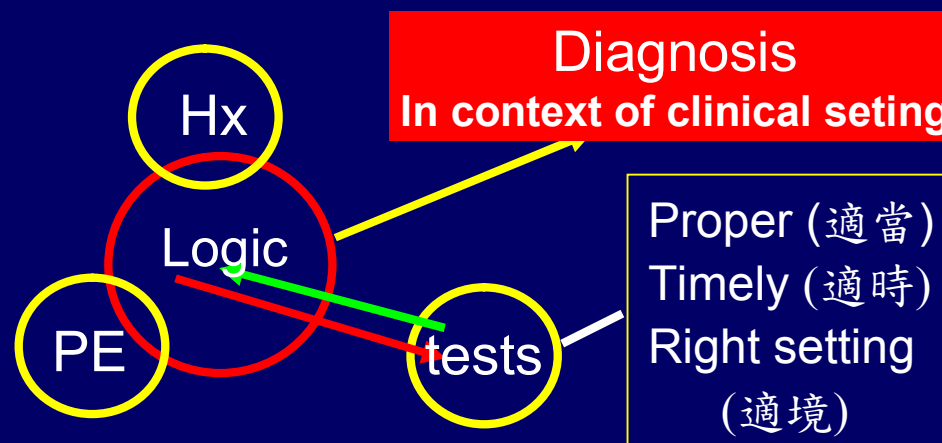 Diagnosis
In context of clinical seting
Hx
Logic
PE
tests
Proper (適當)
Timely (適時)
Right setting
(適境)